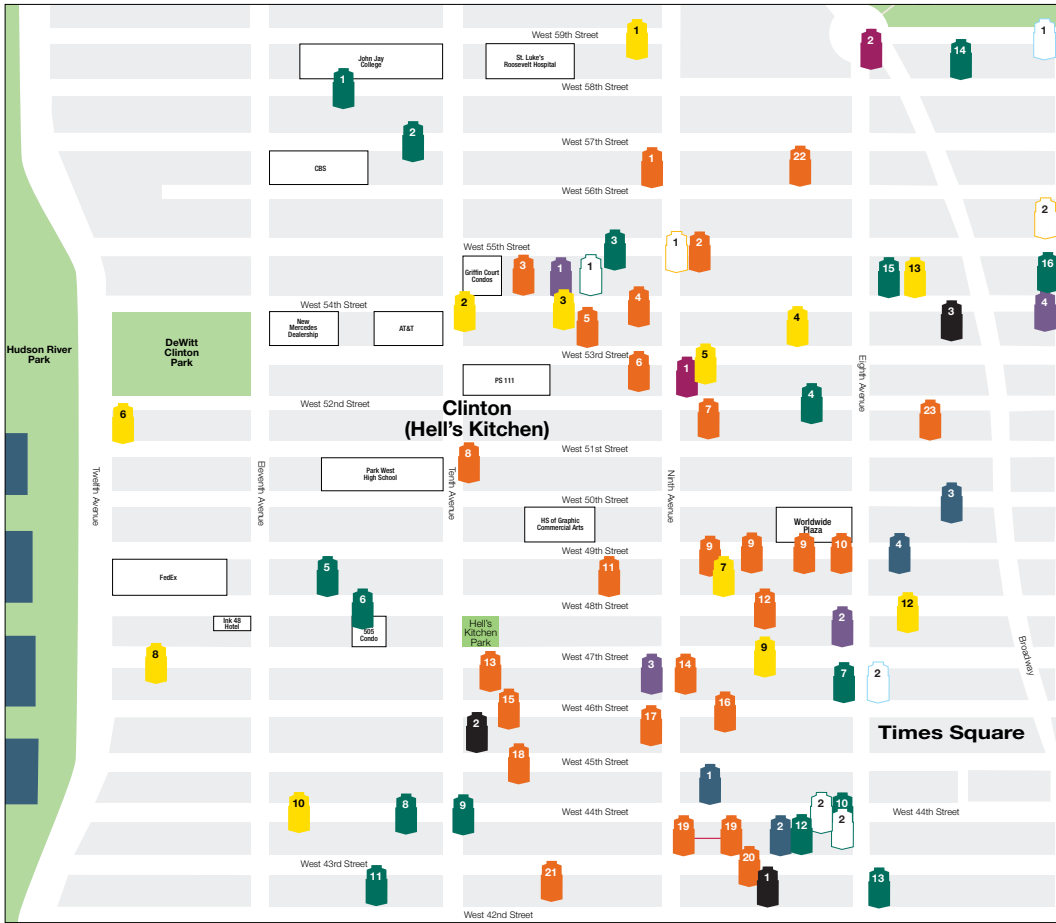 West 59th Street
1
2
14
1
John Jay
College
St. Luke's
Roosevelt Hospital
1
West 58th Street
2
West 57th Street
CBS
1
22
West 56th Street
2
3
West 55th Street
1
2
Griffin Court
Condos
3
1
1
15
13
16
4
2
3
West 54th Street
5
4
3
4
New
Mercedes
Dealership
AT&T
Hudson River
Park
DeWitt
Clinton
Park
West 53rd Street
6
1
5
PS 111
Eighth Avenue
4
West 52nd Street
7
23
6
Clinton
(Hell's Kitchen)
8
West 51st Street
Park West
High School
Twelfth Avenue
Eleventh Avenue
Tenth Avenue
Ninth Avenue
3
West 50th Street
HS of Graphic
Commercial Arts
Worldwide
Plaza
9
9
9
10
4
West 49th Street
FedEx
5
11
7
6
West 48th Street
12
12
Ink 48
Hotel
505
Condo
Hell's
Kitchen
Park
2
8
9
Broadway
13
West 47th Street
3
14
7
2
15
West 46th Street
16
2
17
Times Square
18
West 45th Street
1
10
8
9
West 44th Street
2
10
West 44th Street
19
19
2
12
2
20
West 43rd Street
11
21
1
13
West 42nd Street